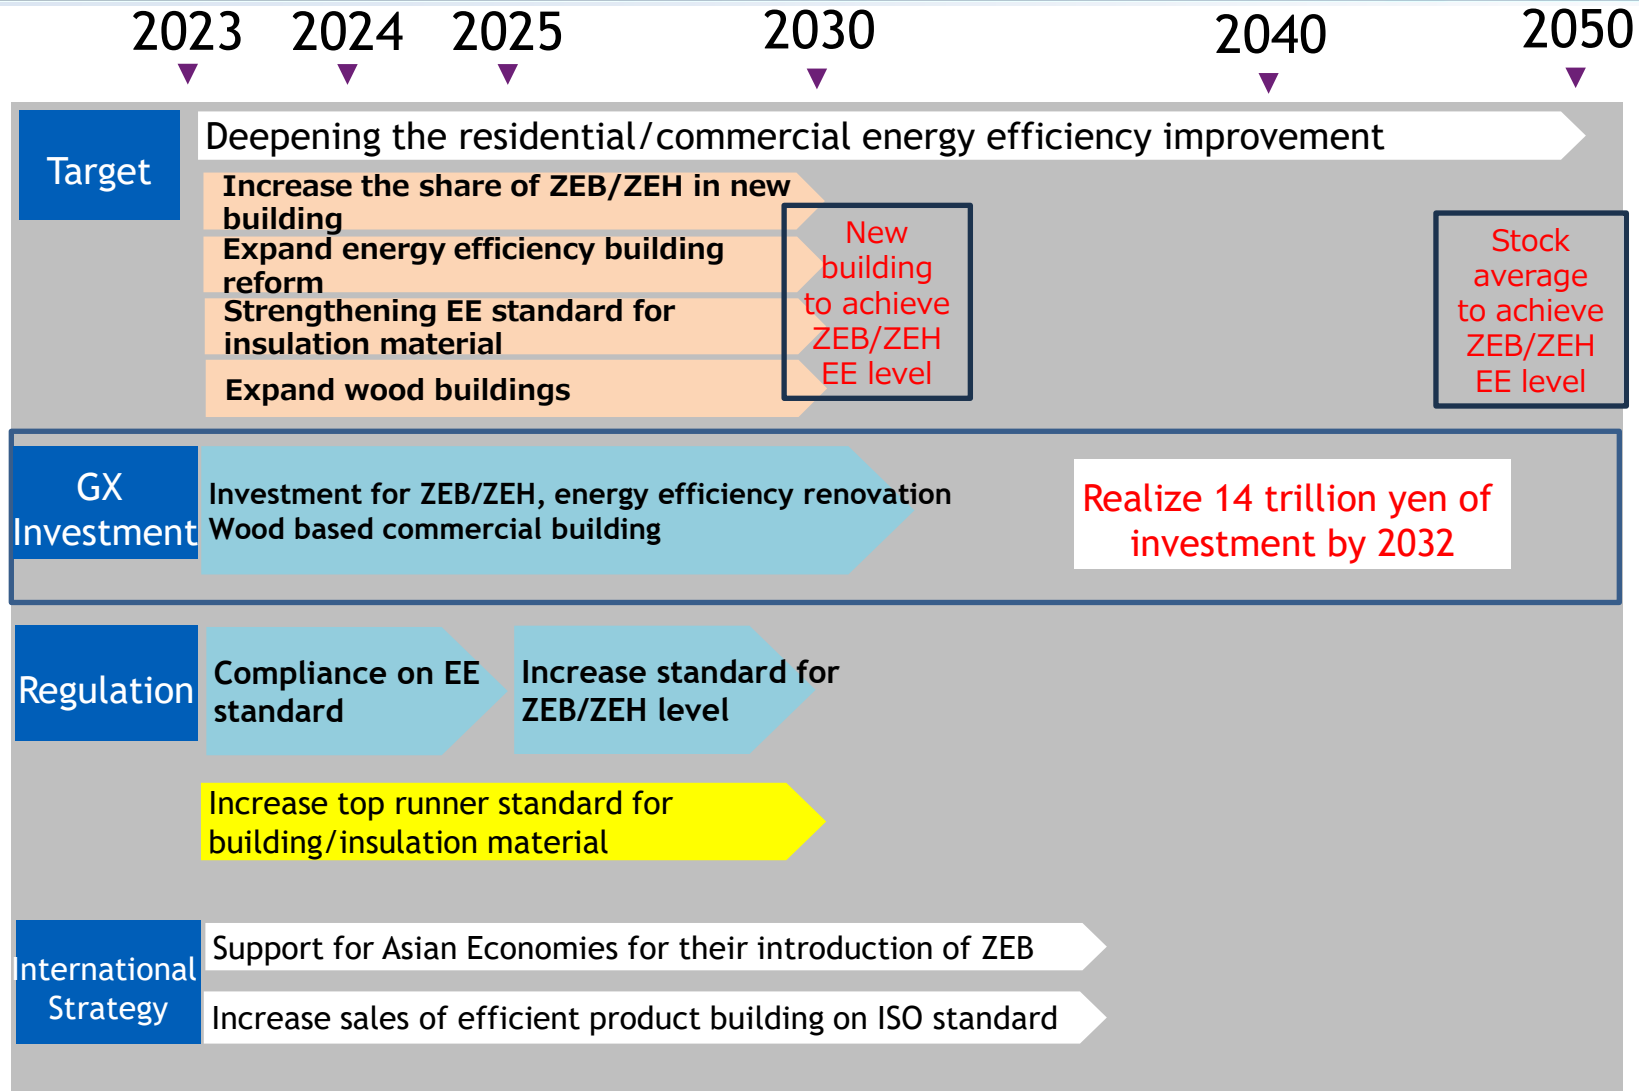 2023 2024 2025 2030 2040 2050
Target
Deepening the residential/commercial energy efficiency improvement
Increase the share of ZEB/ZEH in new
building
Expand energy efficiency building
reform
Strengthening EE standard for
insulation material
Expand wood buildings
New
building
to achieve
ZEB/ZEH
EE level
Stock
average
to achieve
ZEB/ZEH
EE level
GX
Investment
Investment for ZEB/ZEH, energy efficiency renovation
Wood based commercial building
Realize 14 trillion yen of
investment by 2032
Regulation
Compliance on EE
standard
Increase standard for
ZEB/ZEH level
Increase top runner standard for
building/insulation material
International
Strategy
Support for Asian Economies for their introduction of ZEB
Increase sales of efficient product building on ISO standard